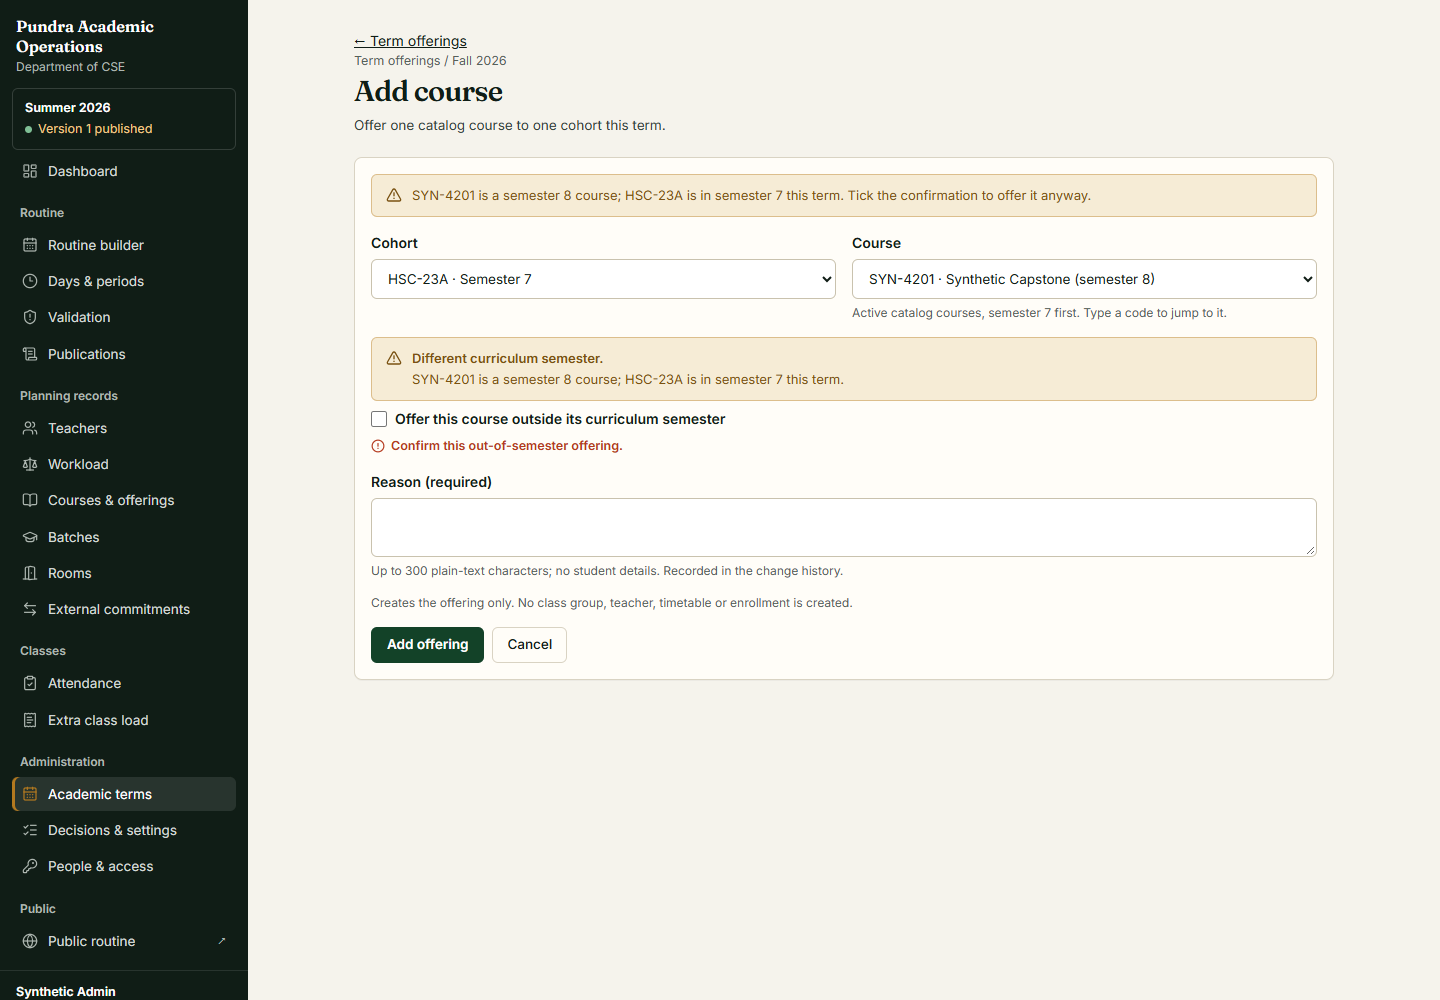 Pundra Academic
Operations
Department of CSE
Summer 2026
Version 1 published
Dashboard
Routine
Routine builder
Days & periods
Validation
Publications
Planning records
Teachers
Workload
Courses & offerings
Batches
Rooms
External commitments
Classes
Attendance
Extra class load
Administration
Academic terms
Decisions & settings
People & access
Public
Public routine ↗
Synthetic Admin
← Term offerings
Term offerings / Fall 2026
Add course
Offer one catalog course to one cohort this term.
SYN-4201 is a semester 8 course; HSC-23A is in semester 7 this term. Tick the confirmation to offer it anyway.
Cohort
HSC-23A · Semester 7
Course
SYN-4201 · Synthetic Capstone (semester 8)
Active catalog courses, semester 7 first. Type a code to jump to it.
Different curriculum semester.
SYN-4201 is a semester 8 course; HSC-23A is in semester 7 this term.
Offer this course outside its curriculum semester
Confirm this out-of-semester offering.
Reason (required)
Up to 300 plain-text characters; no student details. Recorded in the change history.
Creates the offering only. No class group, teacher, timetable or enrollment is created.
Add offering
Cancel